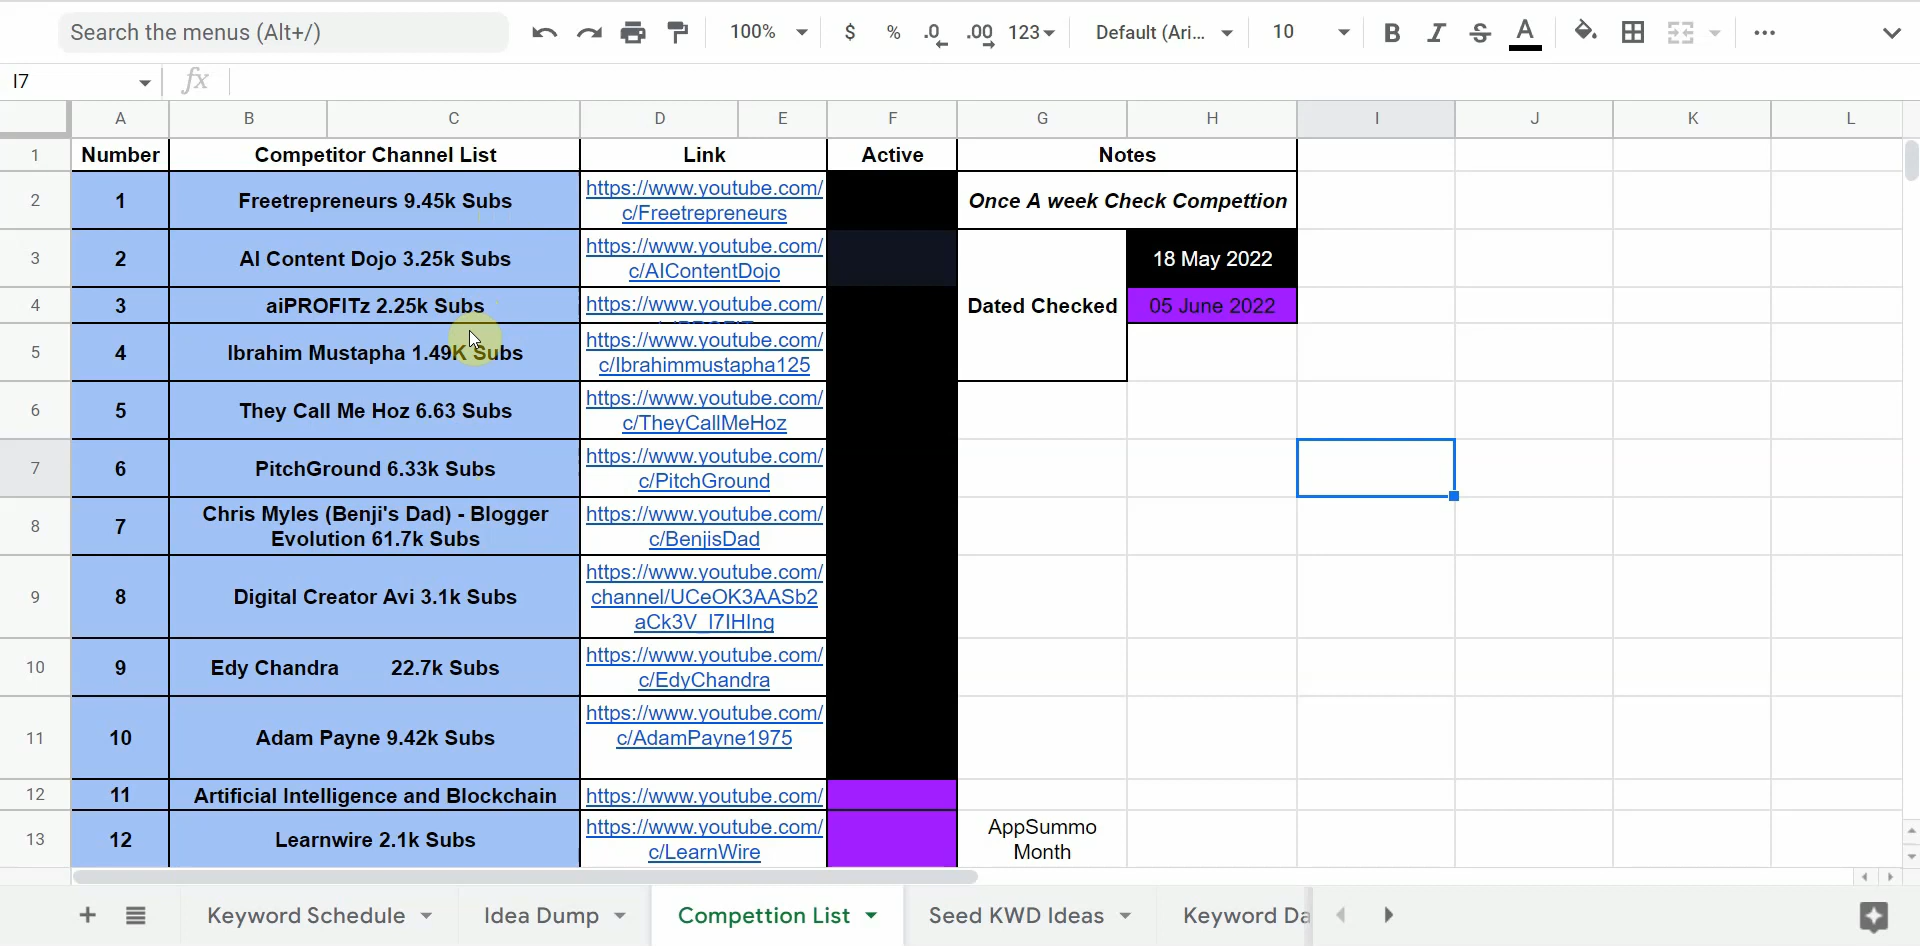 Search the menus (Alt+/)
100%
$ % .0 .00 123
Default (Ari...
10
B I S A
I7
fx
A B C D E F G H I J K L
1 Number Competitor Channel List Link Active Notes
2 1 Freetrepreneurs 9.45k Subs https://www.youtube.com/
c/Freetrepreneurs
Once A week Check Compettion
3 2 AI Content Dojo 3.25k Subs https://www.youtube.com/
c/AIContentDojo
18 May 2022
4 3 aiPROFITz 2.25k Subs https://www.youtube.com/
Dated Checked 05 June 2022
5 4 Ibrahim Mustapha 1.49K Subs https://www.youtube.com/
c/Ibrahimmustapha125
6 5 They Call Me Hoz 6.63 Subs https://www.youtube.com/
c/TheyCallMeHoz
7 6 PitchGround 6.33k Subs https://www.youtube.com/
c/PitchGround
8 7 Chris Myles (Benji's Dad) - Blogger
Evolution 61.7k Subs
https://www.youtube.com/
c/BenjisDad
9 8 Digital Creator Avi 3.1k Subs https://www.youtube.com/
channel/UCeOK3AASb2
aCk3V_I7IHIng
10 9 Edy Chandra 22.7k Subs https://www.youtube.com/
c/EdyChandra
11 10 Adam Payne 9.42k Subs https://www.youtube.com/
c/AdamPayne1975
12 11 Artificial Intelligence and Blockchain https://www.youtube.com/
13 12 Learnwire 2.1k Subs https://www.youtube.com/
c/LearnWire
AppSummo
Month
Keyword Schedule Idea Dump Compettion List Seed KWD Ideas Keyword Da